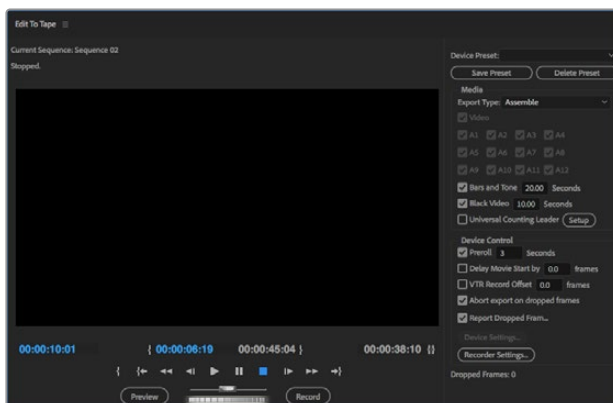 Edit To Tape
Current Sequence: Sequence 02
Stopped.
00:00:10:01
{ 00:00:06:19
00:00:45:04 }
00:00:38:10 {}
Preview
Record
Device Preset:
Save Preset
Delete Preset
Media
Export Type: Assemble
Video
A1 A2 A3 A4
A5 A6 A7 A8
A9 A10 A11 A12
Bars and Tone 20.00 Seconds
Black Video 10.00 Seconds
Universal Counting Leader Setup
Device Control
Preroll 3 Seconds
Delay Movie Start by 0.0 frames
VTR Record Offset 0.0 frames
Abort export on dropped frames
Report Dropped Fram...
Device Settings...
Recorder Settings...
Dropped Frames: 0